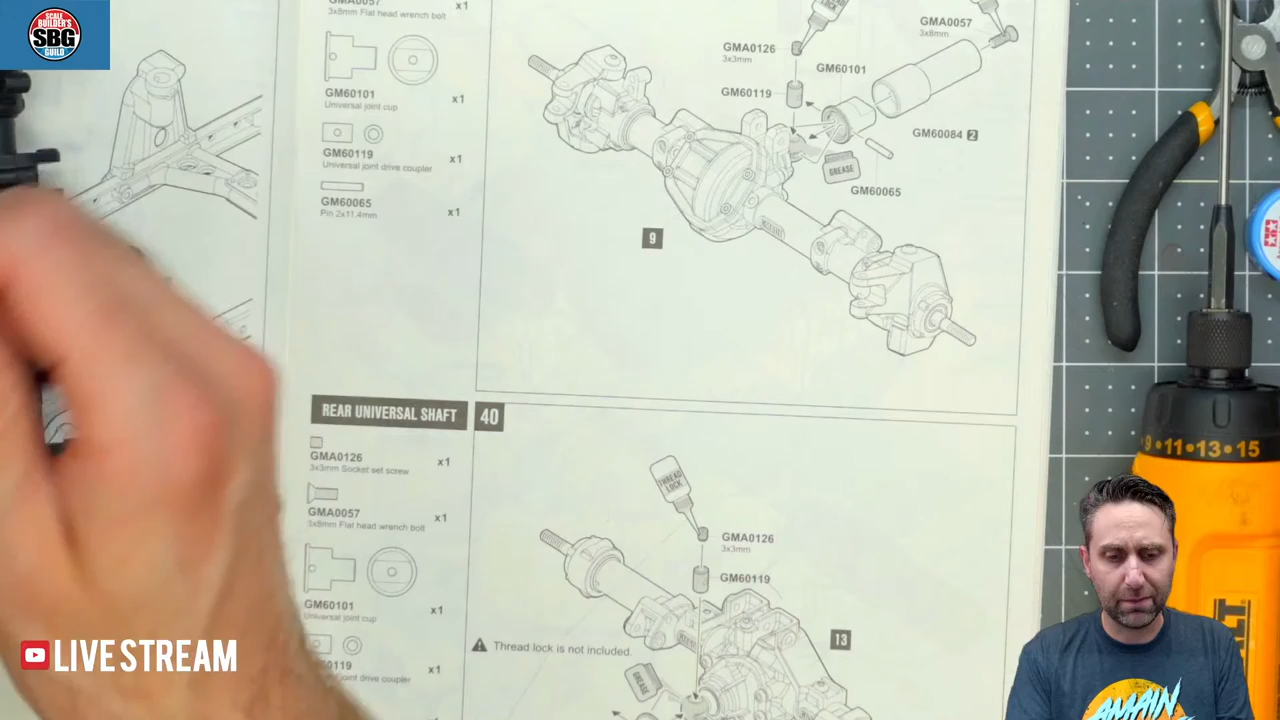 SCALE
BUILDER'S
SBG
GUILD
GMA0057
3x8mm Flat head wrench bolt
x1
GM60101
Universal joint cup
x1
GM60119
Universal joint drive coupler
x1
GM60065
Pin 2x11.4mm
x1
GMA0126
3x3mm
GM60119
GM60101
GMA0057
3x8mm
GM60084 2
GREASE
GM60065
9
REAR UNIVERSAL SHAFT
40
GMA0126
3x3mm Socket set screw
x1
GMA0057
3x8mm Flat head wrench bolt
x1
GM60101
Universal joint cup
x1
0119
joint drive coupler
x1
THREAD
LOCK
GMA0126
3x3mm
GM60119
13
Thread lock is not included.
GREASE
9 • 11 • 13 • 15
LIVE STREAM
AMAIN